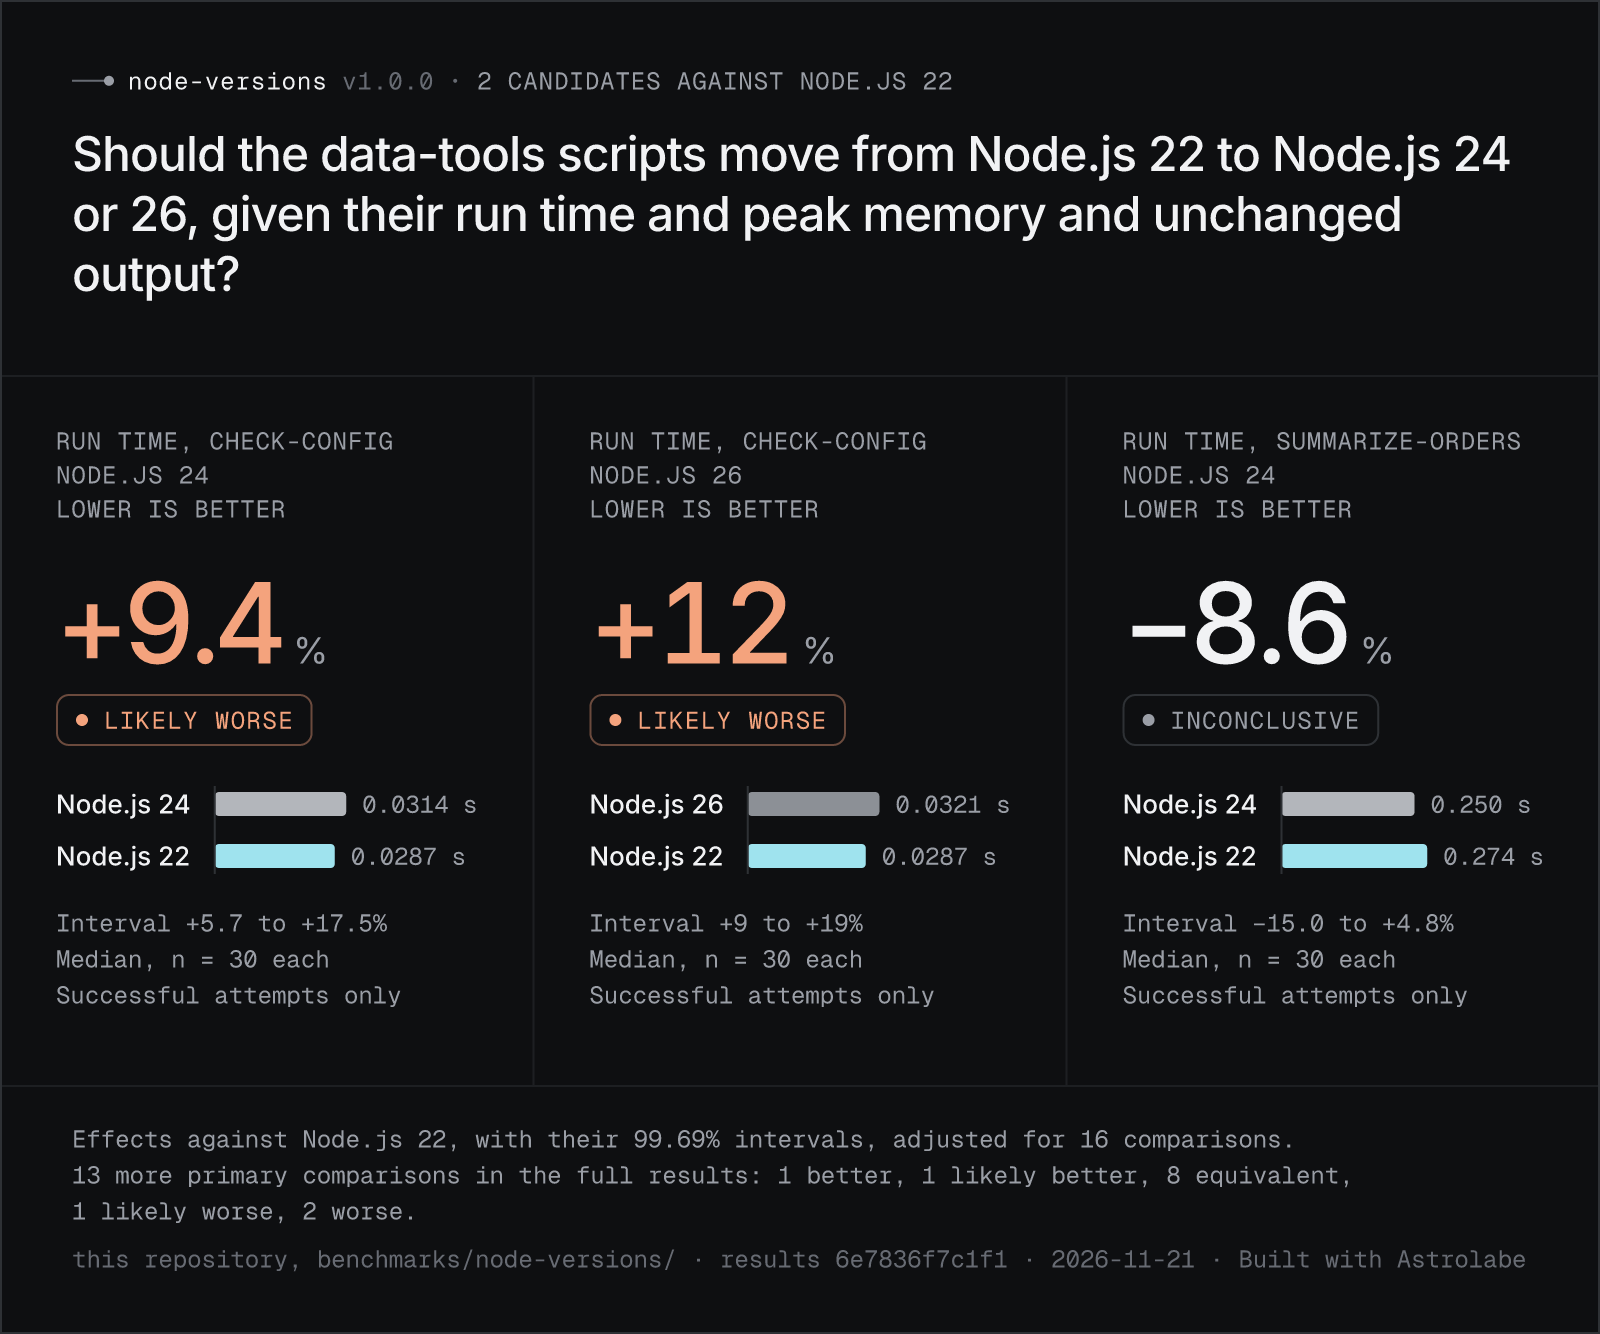 node-versions v1.0.0 · 2 CANDIDATES AGAINST NODE.JS 22
Should the data-tools scripts move from Node.js 22 to Node.js 24
or 26, given their run time and peak memory and unchanged
output?
RUN TIME, CHECK-CONFIG
NODE.JS 24
LOWER IS BETTER
+9.4 %
LIKELY WORSE
Node.js 24 0.0314 s
Node.js 22 0.0287 s
Interval +5.7 to +17.5%
Median, n = 30 each
Successful attempts only
RUN TIME, CHECK-CONFIG
NODE.JS 26
LOWER IS BETTER
+12 %
LIKELY WORSE
Node.js 26 0.0321 s
Node.js 22 0.0287 s
Interval +9 to +19%
Median, n = 30 each
Successful attempts only
RUN TIME, SUMMARIZE-ORDERS
NODE.JS 24
LOWER IS BETTER
−8.6 %
INCONCLUSIVE
Node.js 24 0.250 s
Node.js 22 0.274 s
Interval −15.0 to +4.8%
Median, n = 30 each
Successful attempts only
Effects against Node.js 22, with their 99.69% intervals, adjusted for 16 comparisons.
13 more primary comparisons in the full results: 1 better, 1 likely better, 8 equivalent,
1 likely worse, 2 worse.
this repository, benchmarks/node-versions/ · results 6e7836f7c1f1 · 2026-11-21 · Built with Astrolabe